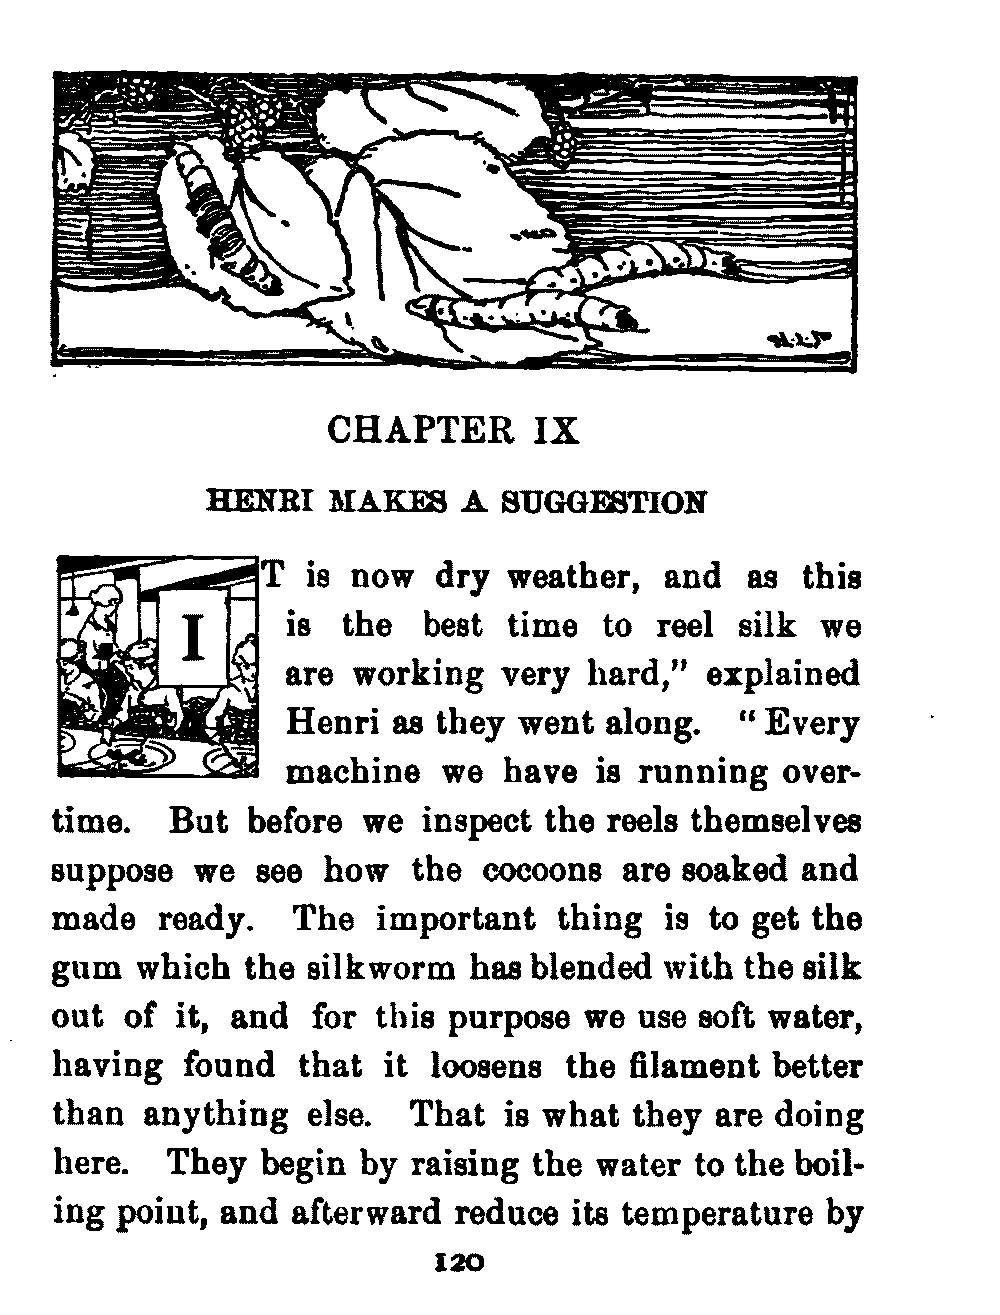 CHAPTER IX
HENRI MAKES A SUGGESTION
IT is now dry weather, and as this
is the best time to reel silk we
are working very hard,” explained
Henri as they went along. “Every
machine we have is running over-
time. But before we inspect the reels themselves
suppose we see how the cocoons are soaked and
made ready. The important thing is to get the
gum which the silkworm has blended with the silk
out of it, and for this purpose we use soft water,
having found that it loosens the filament better
than anything else. That is what they are doing
here. They begin by raising the water to the boil-
ing point, and afterward reduce its temperature by
120